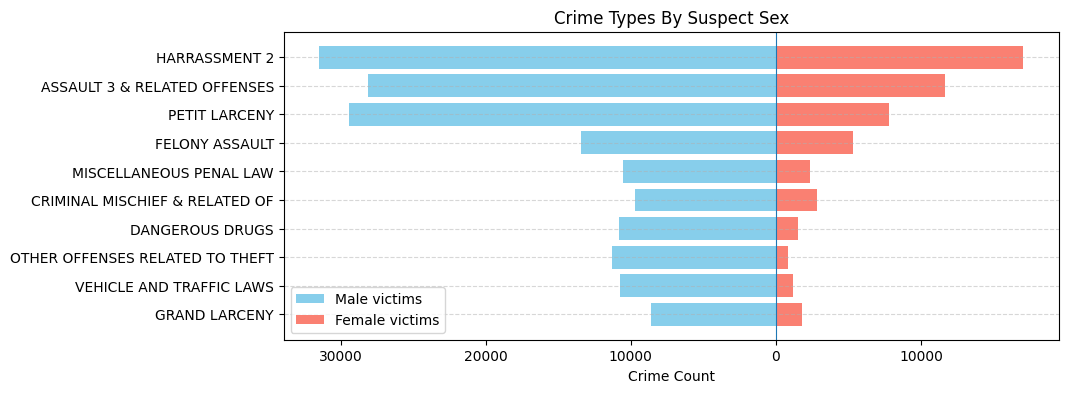 Crime Types By Suspect Sex
HARRASSMENT 2
ASSAULT 3 & RELATED OFFENSES
PETIT LARCENY
FELONY ASSAULT
MISCELLANEOUS PENAL LAW
CRIMINAL MISCHIEF & RELATED OF
DANGEROUS DRUGS
OTHER OFFENSES RELATED TO THEFT
VEHICLE AND TRAFFIC LAWS
GRAND LARCENY
Male victims
Female victims
30000 20000 10000 0 10000
Crime Count